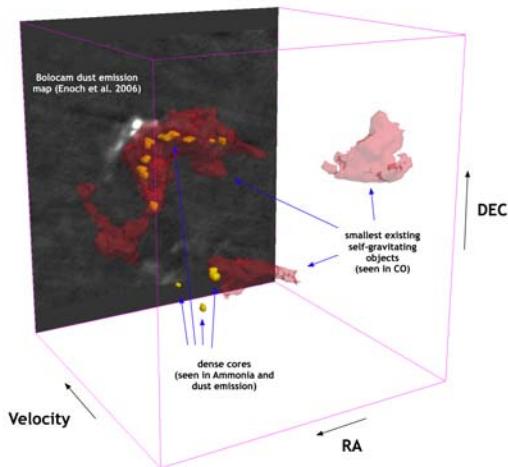 Bolocam dust emission
map (Enoch et al. 2006)
DEC
smallest existing
self-gravitating
objects
(seen in CO)
dense cores
(seen in Ammonia and
dust emission)
Velocity
RA